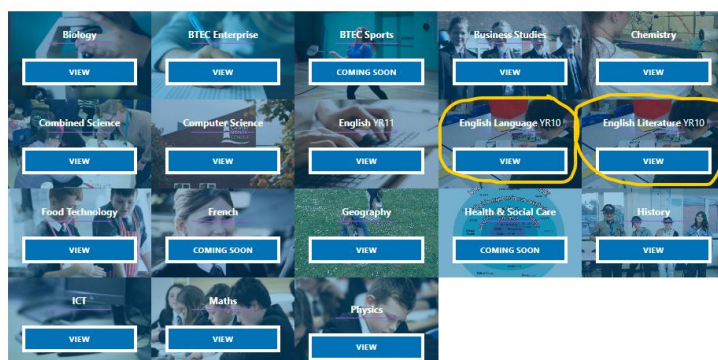 Biology
VIEW
BTEC Enterprise
VIEW
BTEC Sports
COMING SOON
Business Studies
VIEW
Chemistry
VIEW
Combined Science
VIEW
Computer Science
VIEW
English YR11
VIEW
English Language YR10
VIEW
English Literature YR10
VIEW
Food Technology
VIEW
French
COMING SOON
Geography
VIEW
Health & Social Care
COMING SOON
History
VIEW
ICT
VIEW
Maths
VIEW
Physics
VIEW